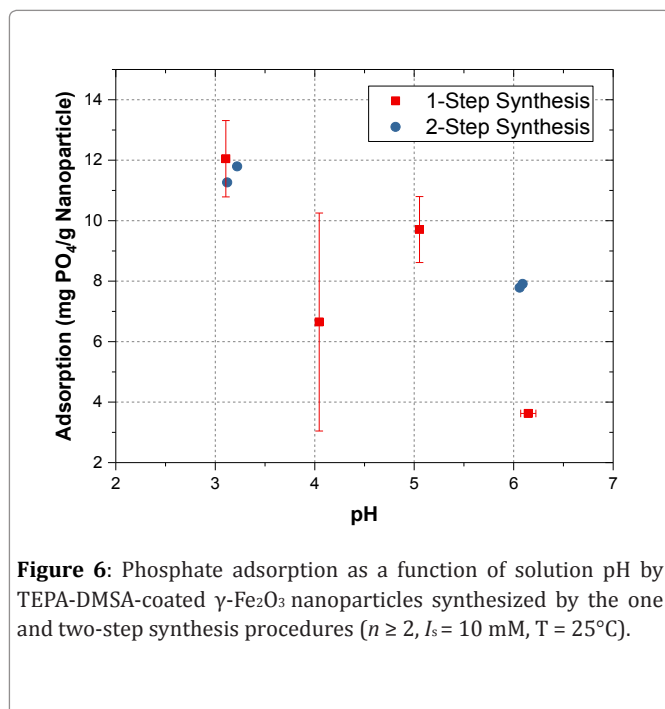 14
12
10
8
6
4
2
Adsorption (mg PO₄/g Nanoparticle)
1-Step Synthesis
2-Step Synthesis
2 3 4 5 6 7
pH
Figure 6: Phosphate adsorption as a function of solution pH by
TEPA-DMSA-coated γ-Fe₂O₃ nanoparticles synthesized by the one
and two-step synthesis procedures (n ≥ 2, Iₛ = 10 mM, T = 25°C).